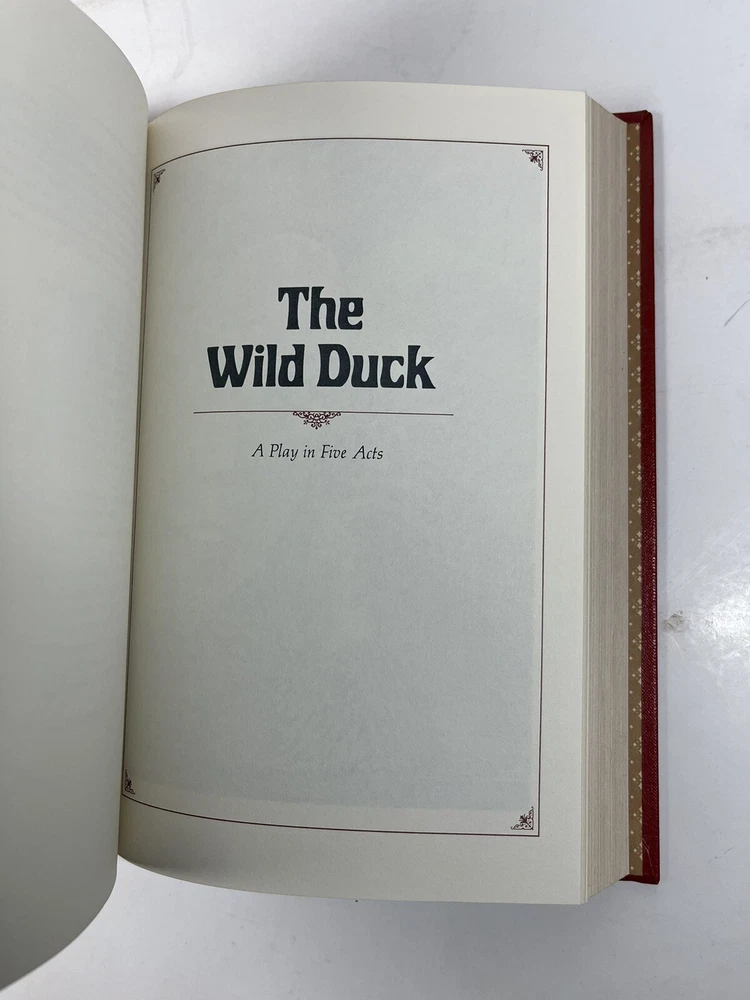 The
Wild Duck
A Play in Five Acts